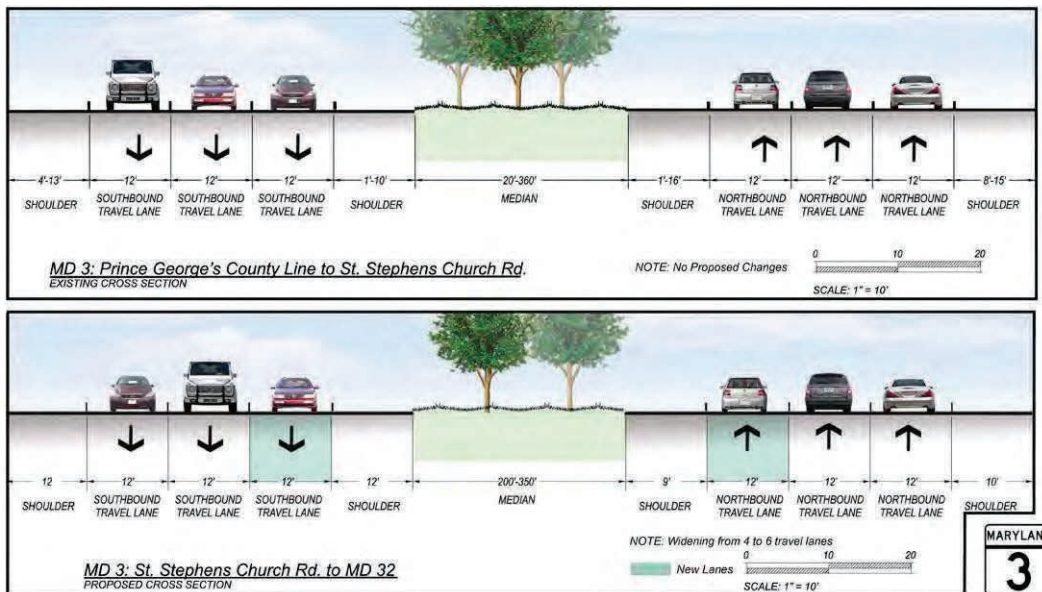 4'-13'
12'
12'
12'
1'-10'
20'-360'
1'-16'
12'
12'
12'
8'-15'
SHOULDER
SOUTHBOUND
TRAVEL LANE
SOUTHBOUND
TRAVEL LANE
SOUTHBOUND
TRAVEL LANE
SHOULDER
MEDIAN
SHOULDER
NORTHBOUND
TRAVEL LANE
NORTHBOUND
TRAVEL LANE
NORTHBOUND
TRAVEL LANE
SHOULDER
MD 3: Prince George's County Line to St. Stephens Church Rd.
EXISTING CROSS SECTION
NOTE: No Proposed Changes
0 10 20
SCALE: 1" = 10'
12
12'
12'
12'
12'
200'-350'
9'
12'
12'
12'
10'
SHOULDER
SOUTHBOUND
TRAVEL LANE
SOUTHBOUND
TRAVEL LANE
SOUTHBOUND
TRAVEL LANE
SHOULDER
MEDIAN
SHOULDER
NORTHBOUND
TRAVEL LANE
NORTHBOUND
TRAVEL LANE
NORTHBOUND
TRAVEL LANE
SHOULDER
MD 3: St. Stephens Church Rd. to MD 32
PROPOSED CROSS SECTION
NOTE: Widening from 4 to 6 travel lanes
New Lanes
0 10 20
SCALE: 1" = 10'
MARYLAN
3